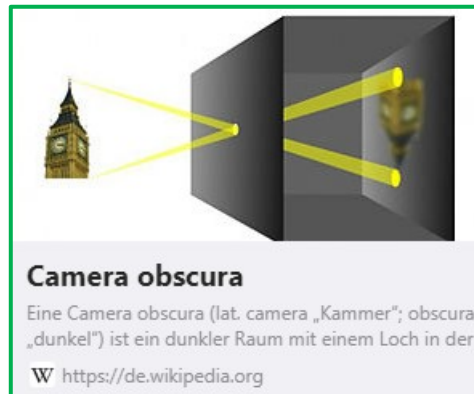 Camera obscura
Eine Camera obscura (lat. camera „Kammer“; obscura
„dunkel“) ist ein dunkler Raum mit einem Loch in der
W https://de.wikipedia.org